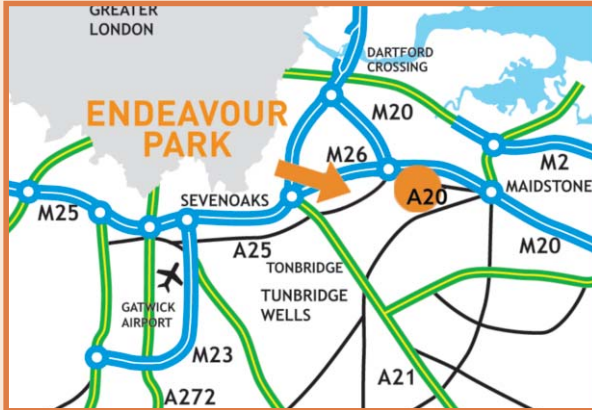 GREATER
LONDON
DARTFORD
CROSSING
ENDEAVOUR
PARK
M20
M26
M2
SEVENOAKS
A20
MAIDSTONE
M25
A25
M20
TONBRIDGE
GATWICK
AIRPORT
TUNBRIDGE
WELLS
M23
A21
A272